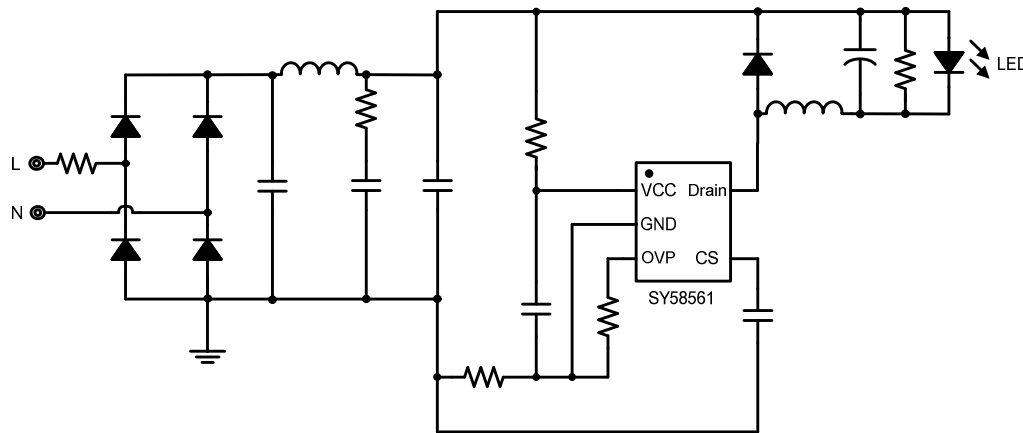 LED
L
N
VCC Drain
GND
OVP CS
SY58561